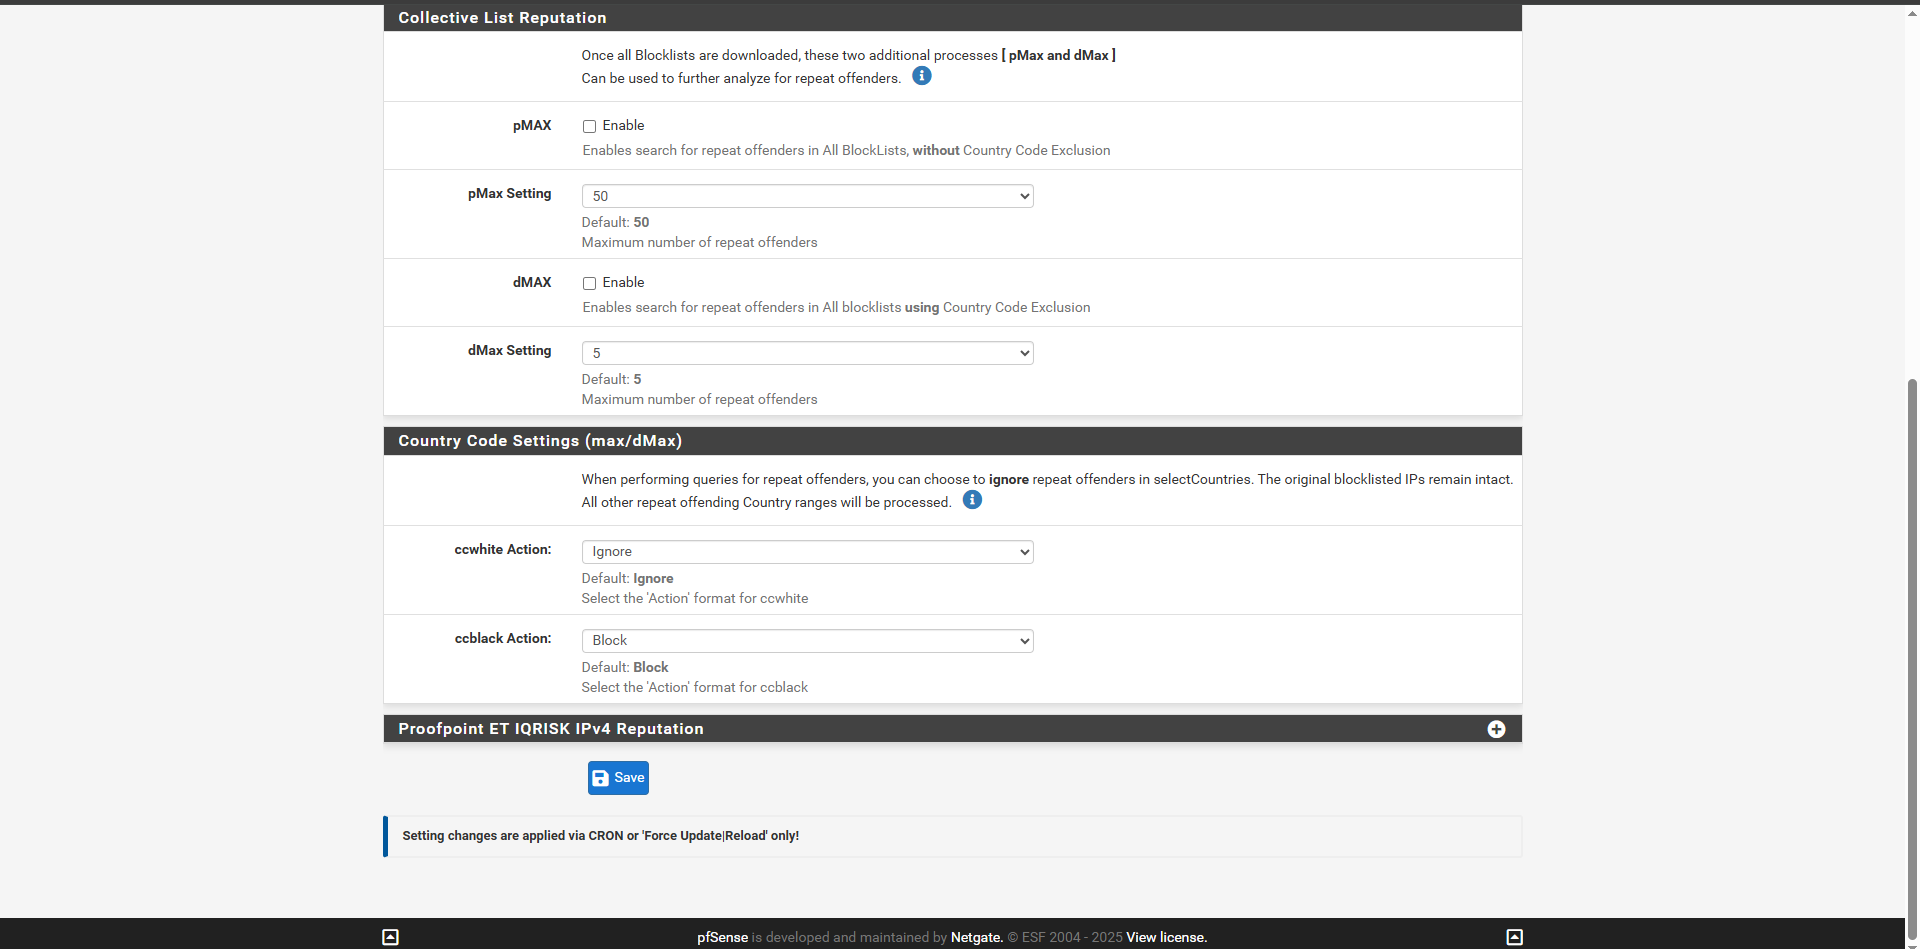 Collective List Reputation
Once all Blocklists are downloaded, these two additional processes [ pMax and dMax ]
Can be used to further analyze for repeat offenders.
pMAX
Enable
Enables search for repeat offenders in All BlockLists, without Country Code Exclusion
pMax Setting
50
Default: 50
Maximum number of repeat offenders
dMAX
Enable
Enables search for repeat offenders in All blocklists using Country Code Exclusion
dMax Setting
5
Default: 5
Maximum number of repeat offenders
Country Code Settings (max/dMax)
When performing queries for repeat offenders, you can choose to ignore repeat offenders in selectCountries. The original blocklisted IPs remain intact.
All other repeat offending Country ranges will be processed.
ccwhite Action:
Ignore
Default: Ignore
Select the 'Action' format for ccwhite
ccblack Action:
Block
Default: Block
Select the 'Action' format for ccblack
Proofpoint ET IQRISK IPv4 Reputation
Save
Setting changes are applied via CRON or 'Force Update|Reload' only!
pfSense is developed and maintained by Netgate. © ESF 2004 - 2025 View license.